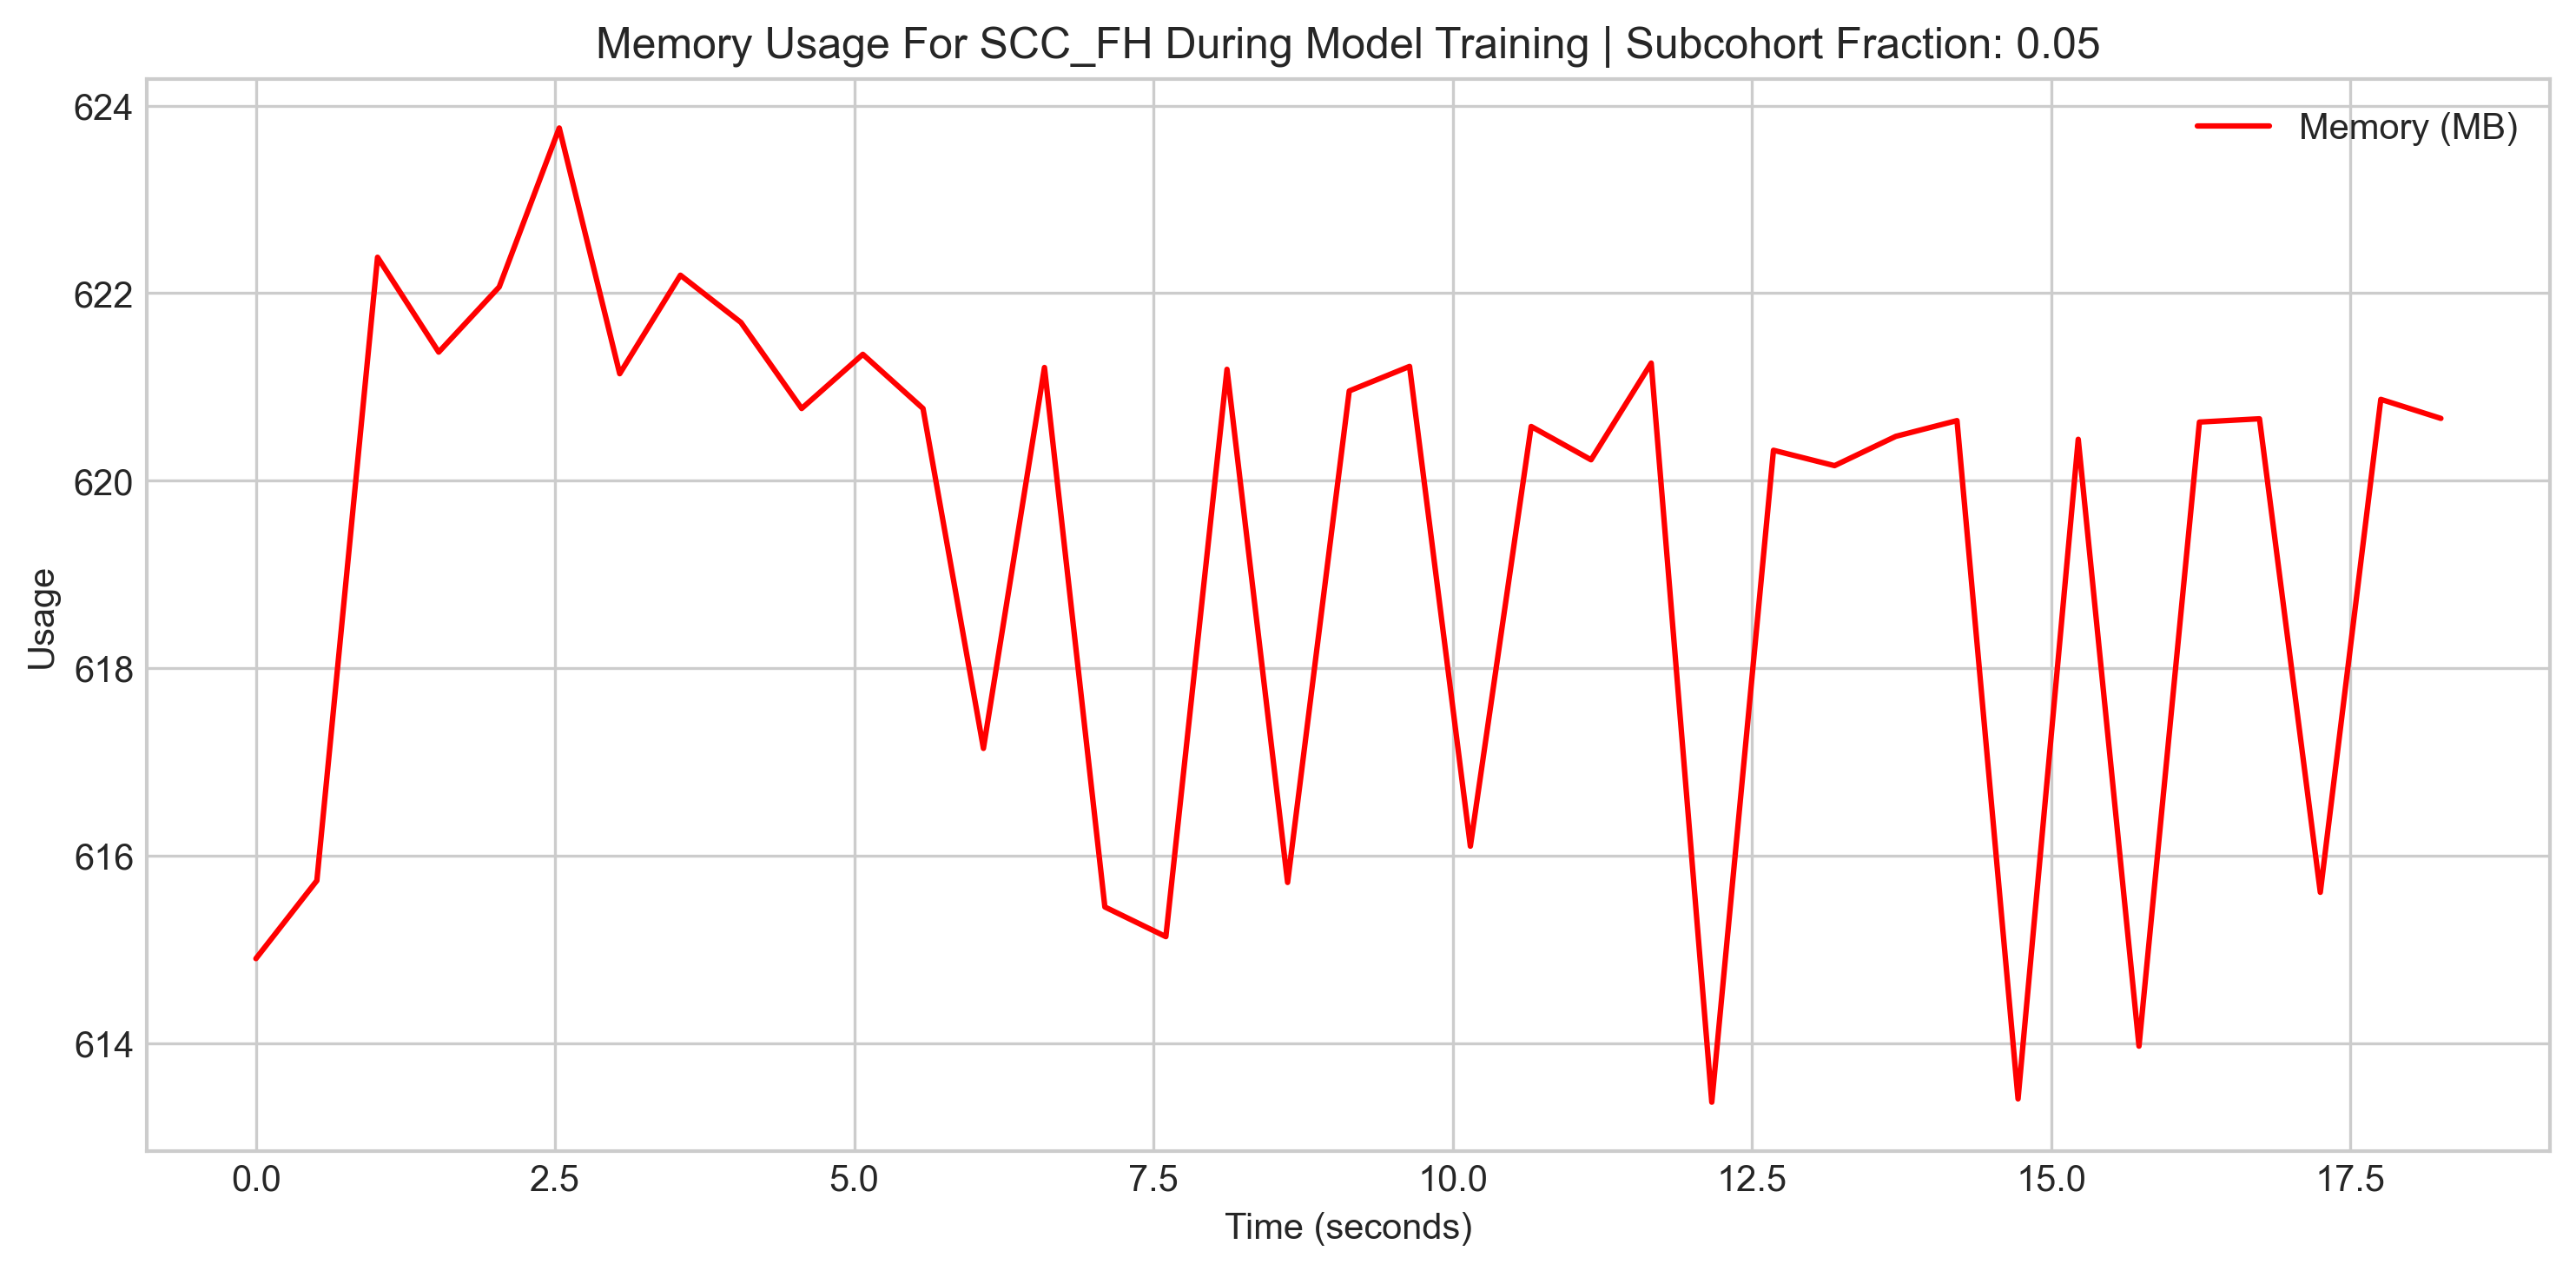 Memory Usage For SCC_FH During Model Training | Subcohort Fraction: 0.05
Memory (MB)
624
622
620
618
616
614
Usage
0.0 2.5 5.0 7.5 10.0 12.5 15.0 17.5
Time (seconds)